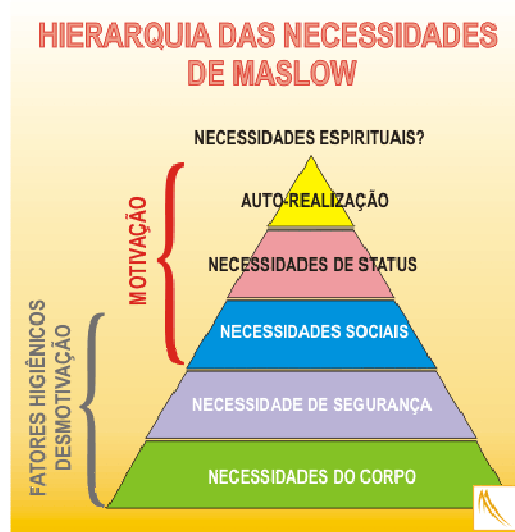 HIERARQUIA DAS NECESSIDADES
DE MASLOW
NECESSIDADES ESPIRITUAIS?
AUTO-REALIZAÇÃO
NECESSIDADES DE STATUS
NECESSIDADES SOCIAIS
NECESSIDADE DE SEGURANÇA
NECESSIDADES DO CORPO
MOTIVAÇÃO
FATORES HIGIÊNICOS
DESMOTIVAÇÃO